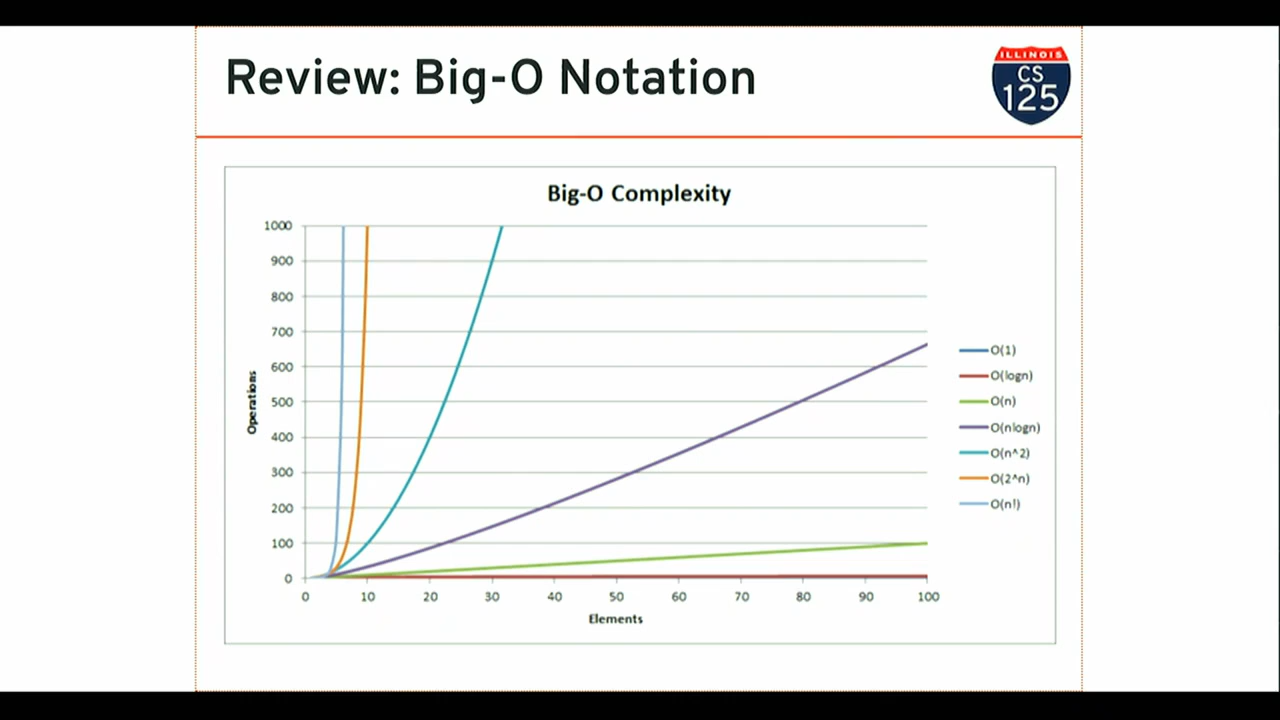 Review: Big-O Notation
ILLINOIS
CS
125
Big-O Complexity
1000
900
800
700
600
500
400
300
200
100
0
Operations
0 10 20 30 40 50 60 70 80 90 100
Elements
O(1)
O(logn)
O(n)
O(nlogn)
O(n^2)
O(2^n)
O(n!)